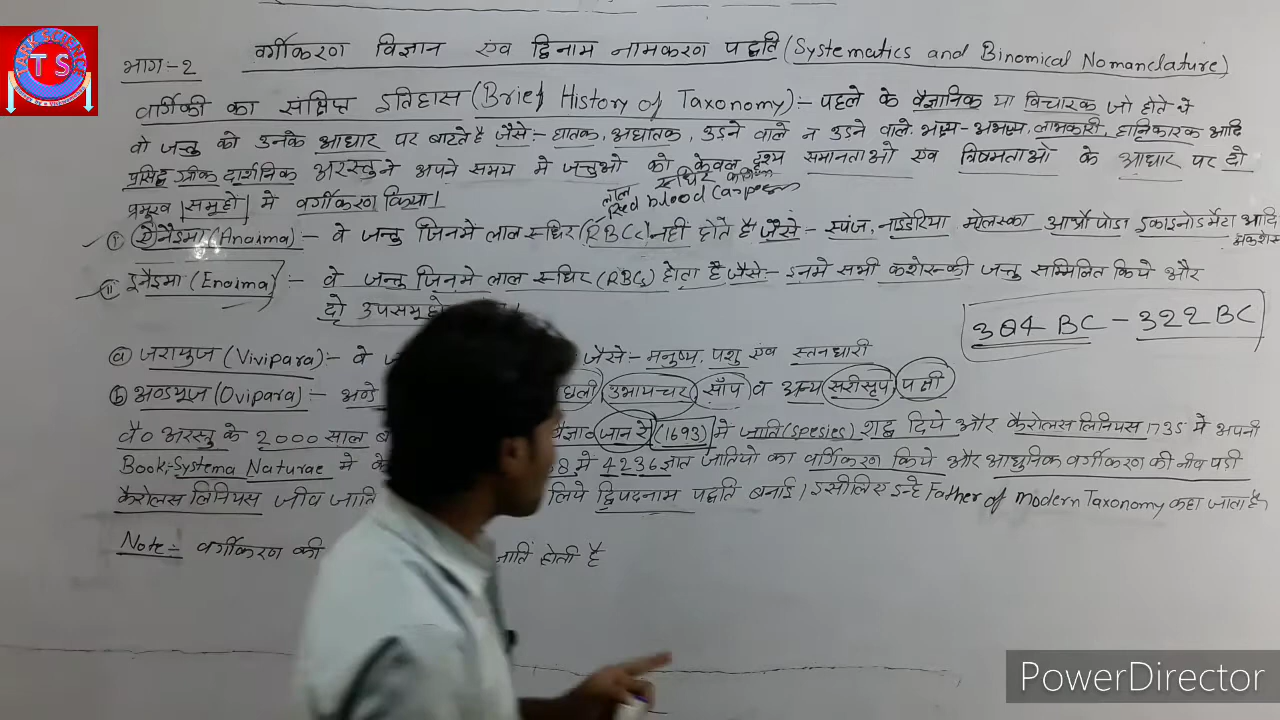 TARK SCIENCE
TS
भाग:-2
वर्गीकरण विज्ञान एंव द्विनाम नामकरण पद्धति (Systematics and Binomical Nomanclature)
वार्गिकी का संक्षिप्त इतिहास (Brief History of Taxonomy):- पहले के वैज्ञानिक या विचारक जो होते थे
वो जन्तु को उनके आधार पर बाटते है जैसे:- घातक, अघातक, उड़ने वाले न उड़ने वाले, भक्ष्य-अभक्ष्य, लाभकारी, हानिकारक आदि
प्रसिद्ध ग्रीक दार्शनिक अरस्तु ने अपने समय मे जन्तुओ को केवल दृश्य समानताओ एंव विषमताओ के आधार पर दो
प्रमुख समूहो मे वर्गीकरण किया।
लाल रूधिर कणिका
Red blood Carpes
(i) ऐनैइमा (Anaima):- वे जन्तु जिनमे लाल रूधिर (RBCs) नहीं होते है जैसे:- स्पंज, नाइडेरिया मोलस्का आर्थ्रोपोडा इकाइनोडर्मेटा आदि
(ii) इनैइमा (Enaima):- वे जन्तु जिनमे लाल रूधिर (RBCs) होता है जैसे:- इनमे सभी कशेरूकी जन्तु सम्मिलित किये और
दो उपसमूहो
384 BC - 322 BC
(a) जरायुज (Vivipara):- वे जैसे:- मनुष्य, पशु एंव स्तनधारी
(b) अण्डयुज (Ovipara):- अण्डे उभयचर साँप व अन्य सरीसृप पक्षी
वै० अरस्तु के 2000 साल जान रे (1693) मे जाति (spesies) शब्द दिये और कैरोलस लिनियस 1735 मे अपनी
Book:- Systema Naturae मे मे 4236 ज्ञात जातियो का वर्गिकरण किये और आधुनिक वर्गीकरण की नीव पडी
कैरोलस लिनियस जीव जाति लिये द्विपदनाम पद्धति बनाई। इसीलिए इन्हे Father of modern Taxonomy कहा जाता है
Note:- वर्गीकरण की जाति होती है
PowerDirector